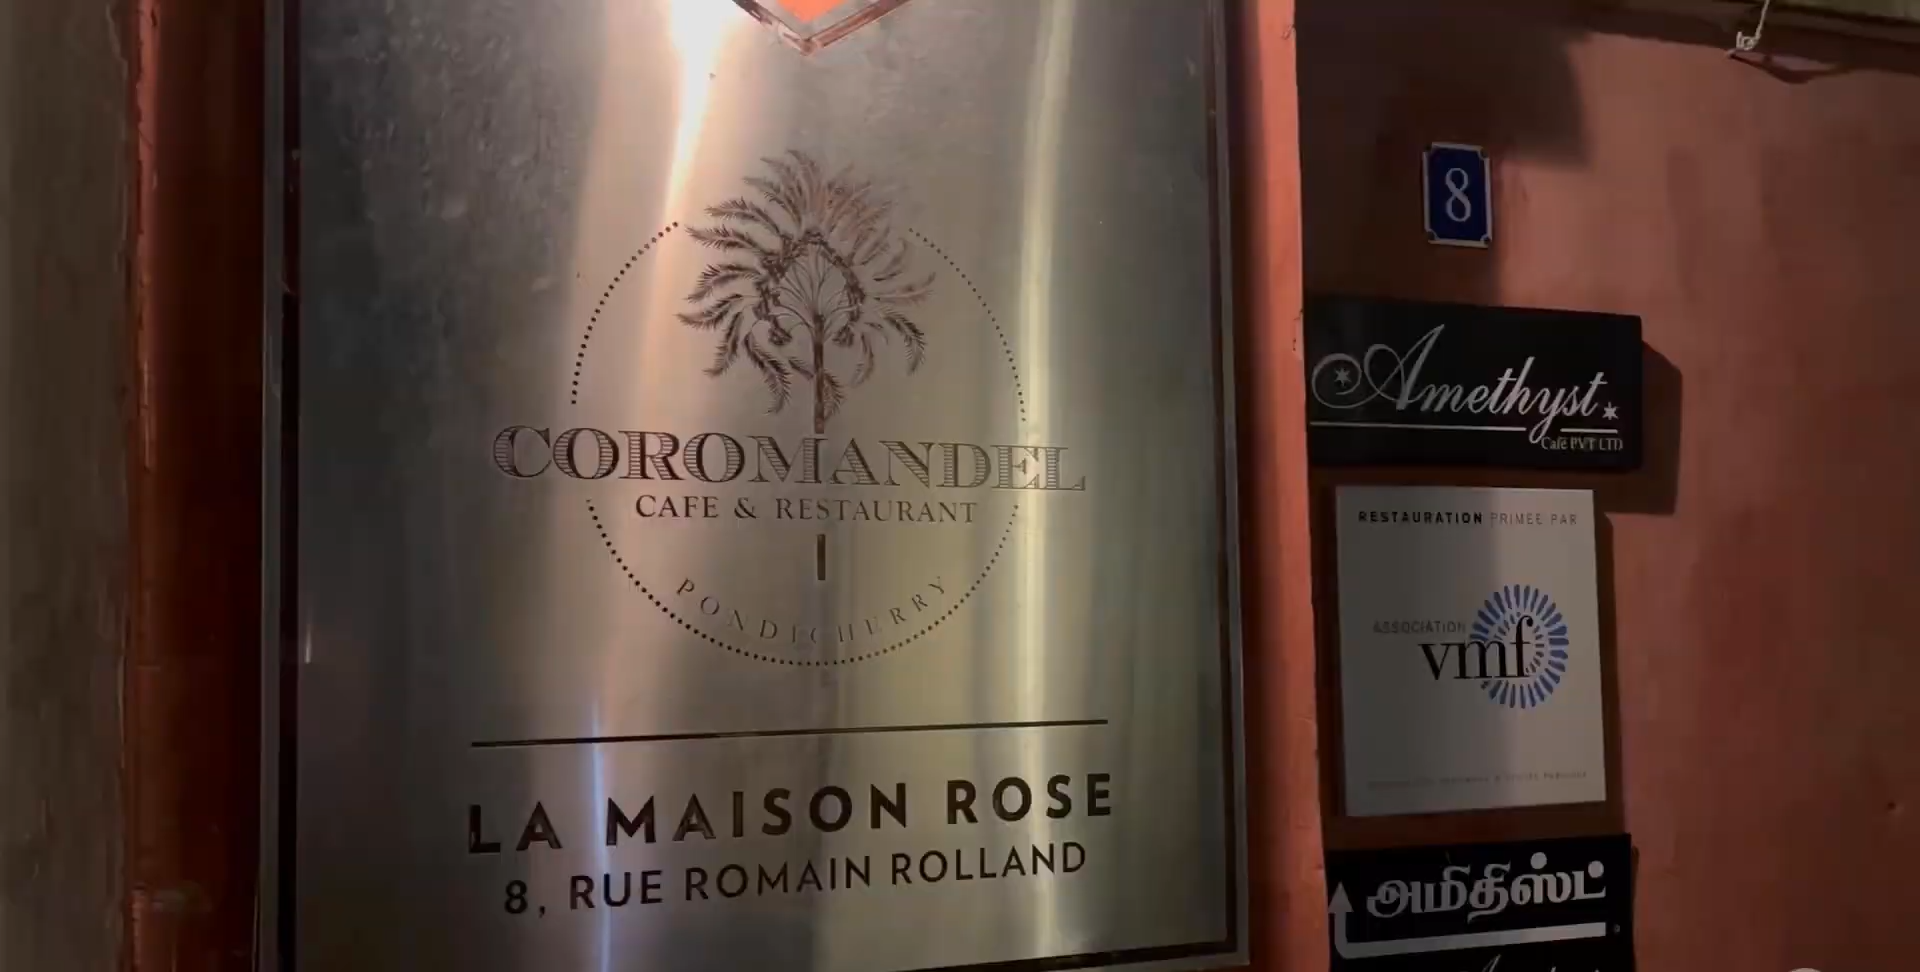 COROMANDEL
CAFE & RESTAURANT
PONDICHERRY
LA MAISON ROSE
8, RUE ROMAIN ROLLAND
8
Amethyst
Café PVT LTD
RESTAURATION PRIMÉE PAR
ASSOCIATION
vmf
அமிதிஸ்ட்